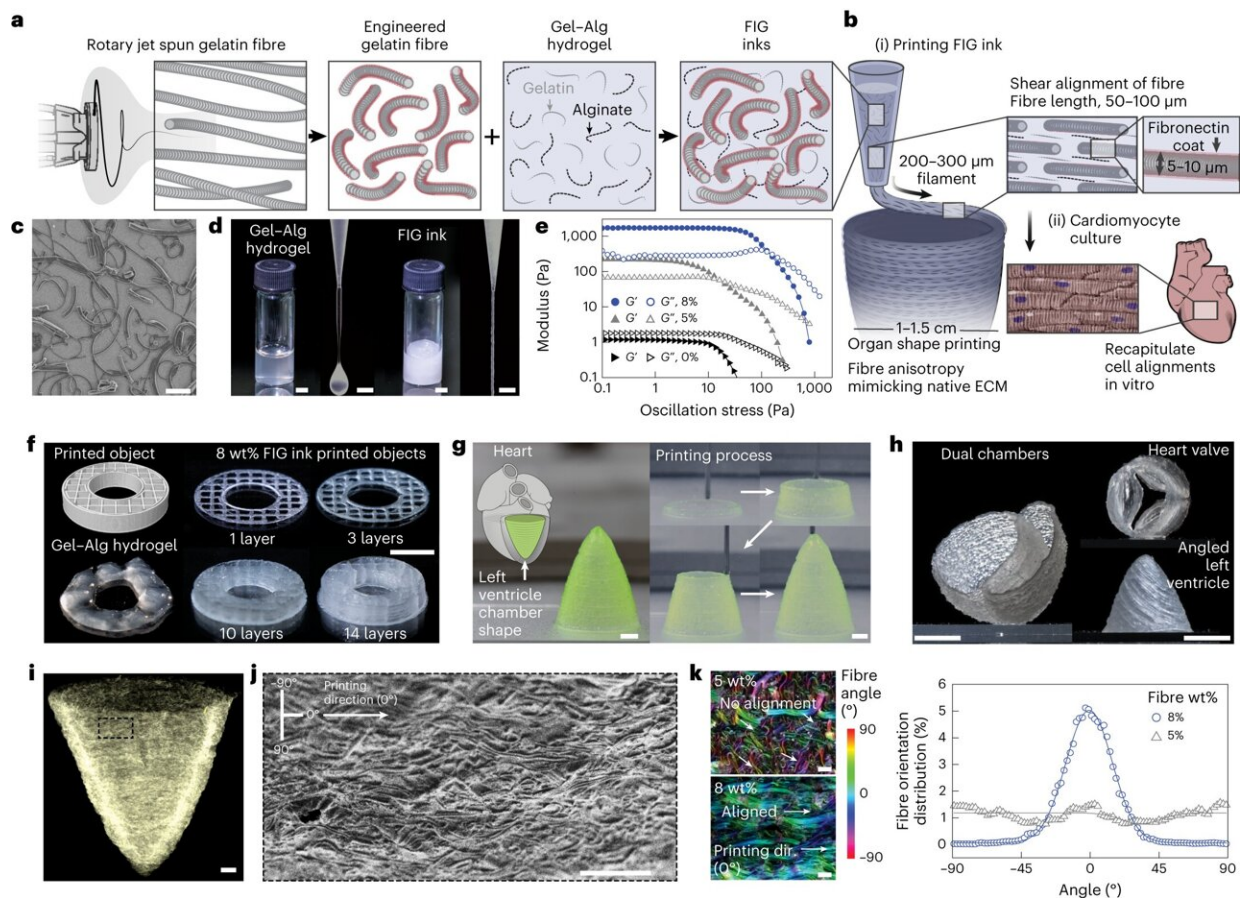 a
Rotary jet spun gelatin fibre
Engineered
gelatin fibre
Gel–Alg
hydrogel
FIG
inks
Gelatin
Alginate
b
(i) Printing FIG ink
Shear alignment of fibre
Fibre length, 50–100 µm
Fibronectin
coat
5–10 µm
200–300 µm
filament
(ii) Cardiomyocyte
culture
1–1.5 cm
Organ shape printing
Fibre anisotropy
mimicking native ECM
Recapitulate
cell alignments
in vitro
c
d
Gel–Alg
hydrogel
FIG ink
e
Modulus (Pa)
1,000
100
10
1
0
G′ G″, 8%
G′ G″, 5%
G′ G″, 0%
0.1 1 10 100 1,000
Oscillation stress (Pa)
f
Printed object
8 wt% FIG ink printed objects
1 layer
3 layers
Gel–Alg hydrogel
10 layers
14 layers
g
Heart
Printing process
Left
ventricle
chamber
shape
h
Dual chambers
Heart valve
Angled
left
ventricle
i
j
–90°
0°
90
Printing
direction (0°)
k
5 wt%
No alignment
8 wt%
Aligned
Printing dir.
(0°)
Fibre
angle
(°)
90
0
–90
Fibre orientation
distribution (%)
6
5
4
3
2
1
0
Fibre wt%
8%
5%
–90 –45 0 45 90
Angle (°)